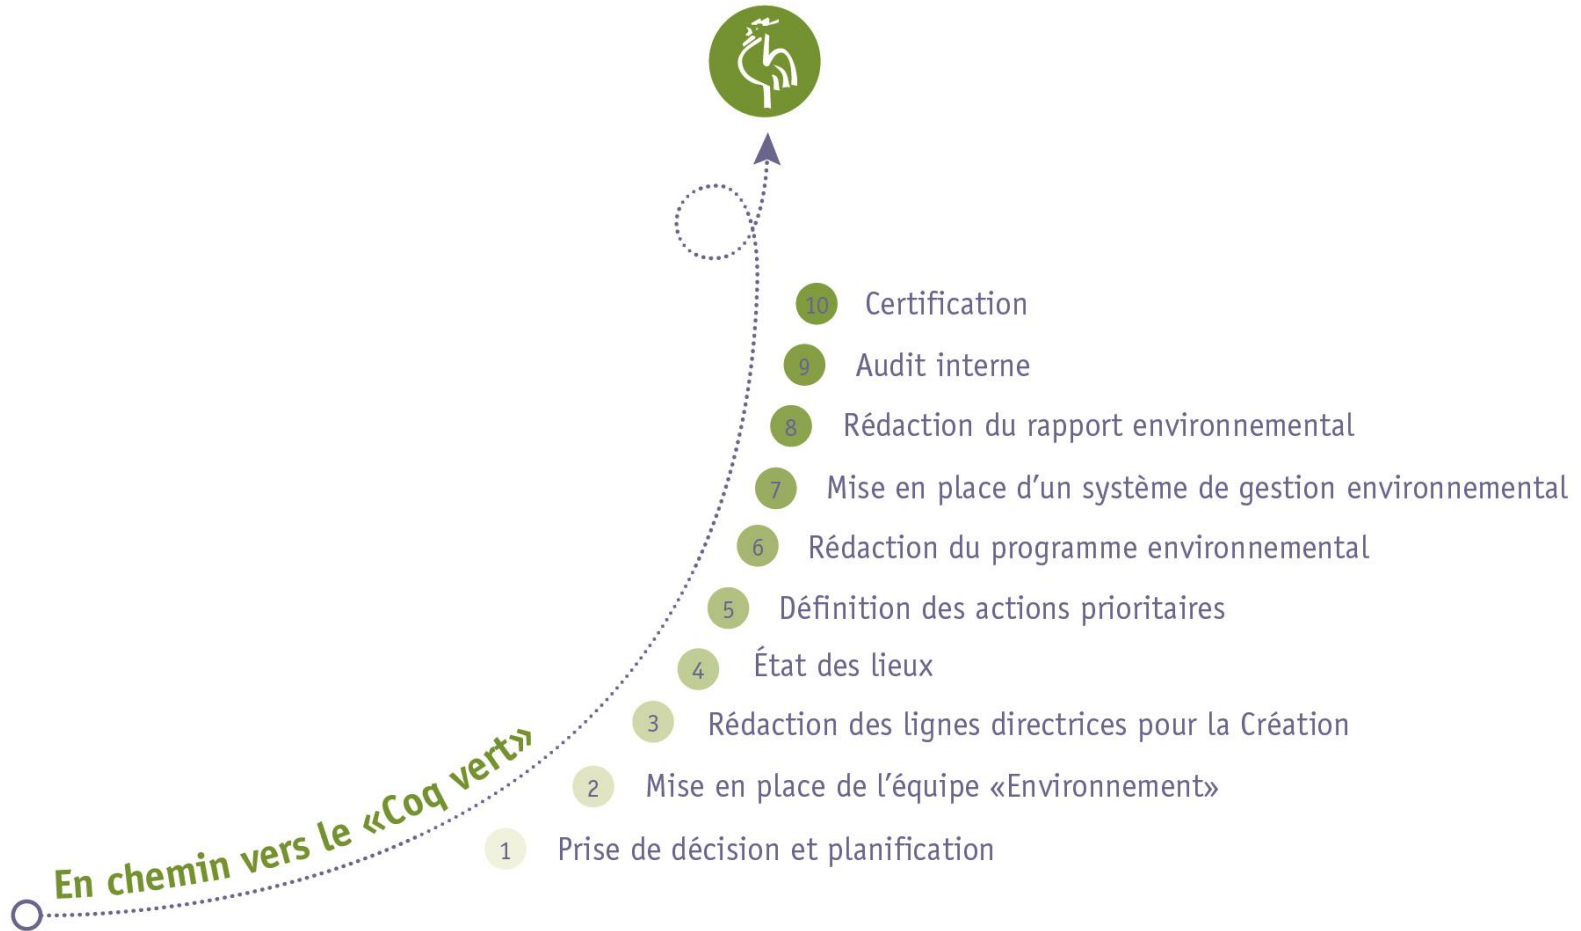 10 Certification
9 Audit interne
8 Rédaction du rapport environnemental
7 Mise en place d’un système de gestion environnemental
6 Rédaction du programme environnemental
5 Définition des actions prioritaires
4 État des lieux
3 Rédaction des lignes directrices pour la Création
2 Mise en place de l’équipe «Environnement»
1 Prise de décision et planification
En chemin vers le «Coq vert»